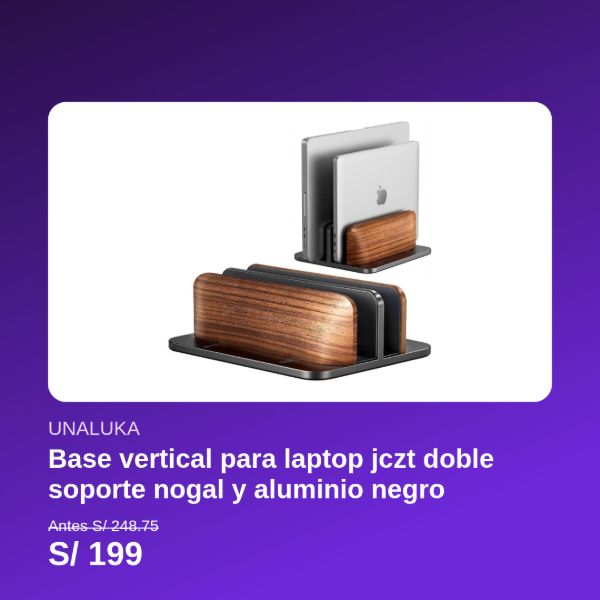 UNALUKA
Base vertical para laptop jczt doble
soporte nogal y aluminio negro
Antes S/ 248.75
S/ 199